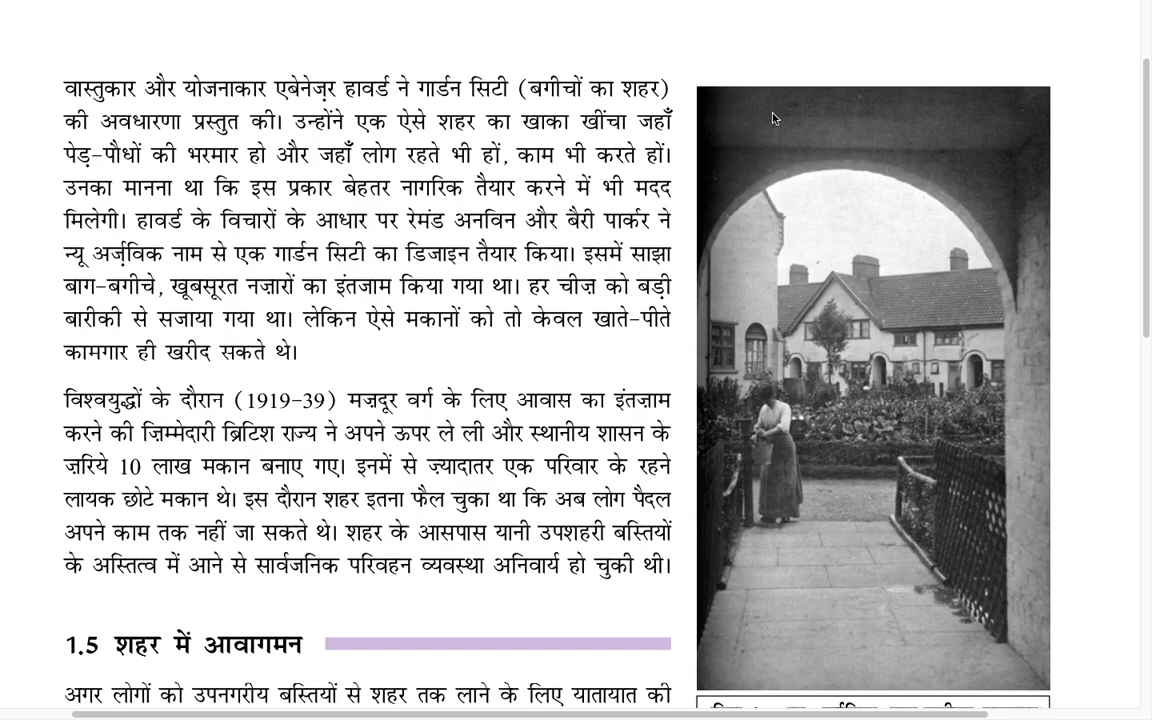 वास्तुकार और योजनाकार एबेनेज़र हावर्ड ने गार्डन सिटी (बगीचों का शहर)
की अवधारणा प्रस्तुत की। उन्होंने एक ऐसे शहर का खाका खींचा जहाँ
पेड़-पौधों की भरमार हो और जहाँ लोग रहते भी हों, काम भी करते हों।
उनका मानना था कि इस प्रकार बेहतर नागरिक तैयार करने में भी मदद
मिलेगी। हावर्ड के विचारों के आधार पर रेमंड अनविन और बैरी पार्कर ने
न्यू अर्ज़विक नाम से एक गार्डन सिटी का डिजाइन तैयार किया। इसमें साझा
बाग-बगीचे, खूबसूरत नज़ारों का इंतजाम किया गया था। हर चीज़ को बड़ी
बारीकी से सजाया गया था। लेकिन ऐसे मकानों को तो केवल खाते-पीते
कामगार ही खरीद सकते थे।
विश्वयुद्धों के दौरान (1919-39) मज़दूर वर्ग के लिए आवास का इंतज़ाम
करने की ज़िम्मेदारी ब्रिटिश राज्य ने अपने ऊपर ले ली और स्थानीय शासन के
ज़रिये 10 लाख मकान बनाए गए। इनमें से ज़्यादातर एक परिवार के रहने
लायक छोटे मकान थे। इस दौरान शहर इतना फैल चुका था कि अब लोग पैदल
अपने काम तक नहीं जा सकते थे। शहर के आसपास यानी उपशहरी बस्तियों
के अस्तित्व में आने से सार्वजनिक परिवहन व्यवस्था अनिवार्य हो चुकी थी।
1.5 शहर में आवागमन
अगर लोगों को उपनगरीय बस्तियों से शहर तक लाने के लिए यातायात की